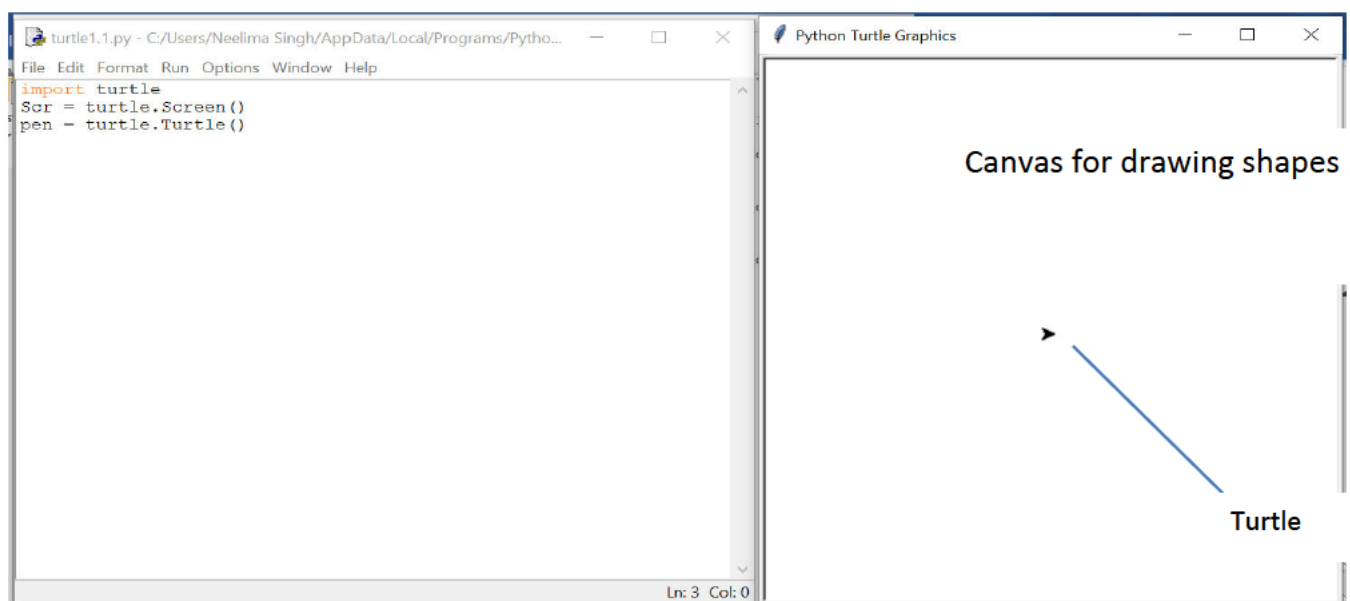 turtle1.1.py - C:/Users/Neelima Singh/AppData/Local/Programs/Pytho...
File Edit Format Run Options Window Help
import turtle
Scr = turtle.Screen()
pen = turtle.Turtle()
Ln: 3 Col: 0
Python Turtle Graphics
Canvas for drawing shapes
Turtle